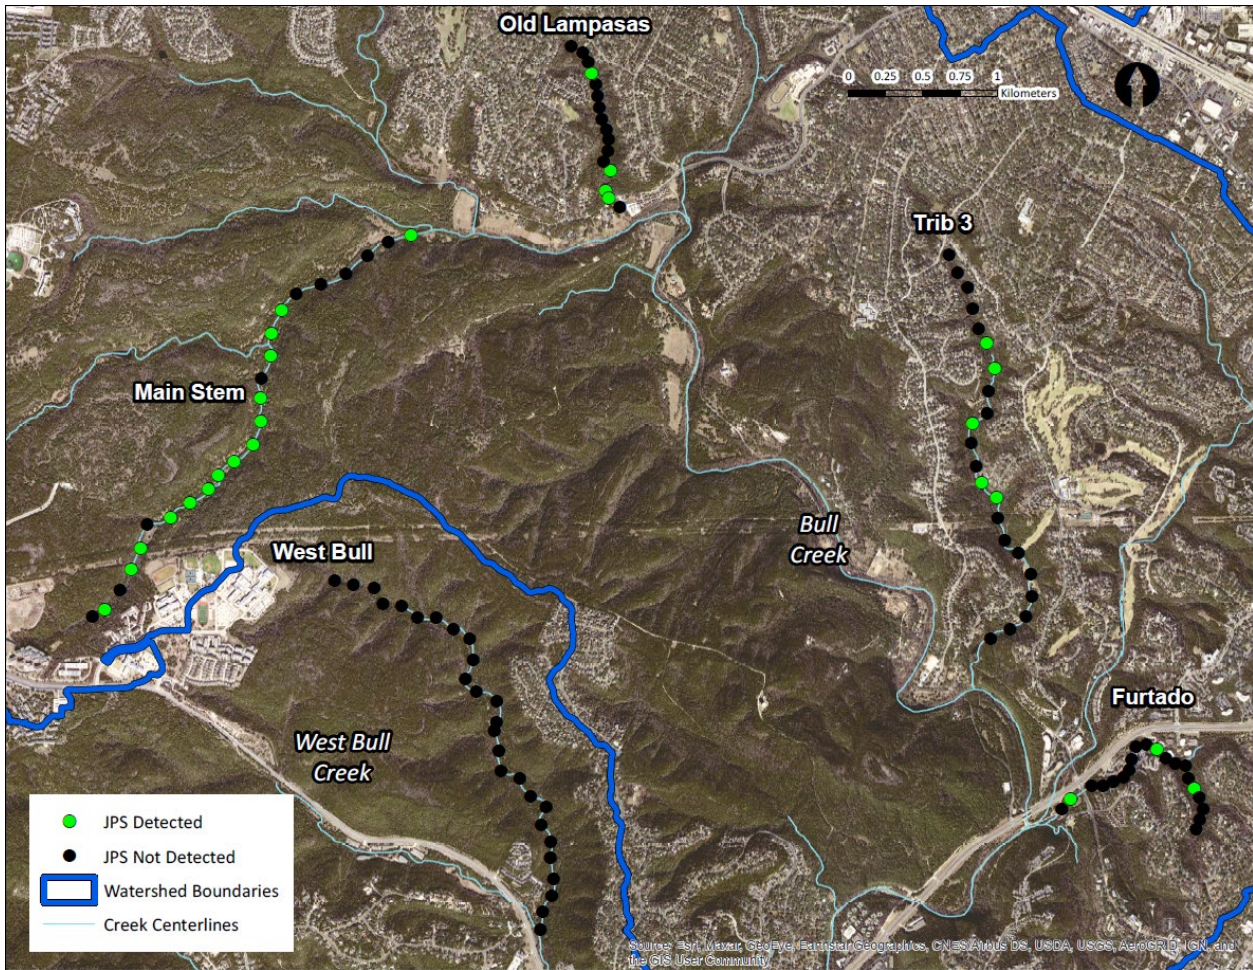 Old Lampasas
0 0.25 0.5 0.75 1
Kilometers
Trib 3
Main Stem
Bull
Creek
West Bull
Furtado
West Bull
Creek
JPS Detected
JPS Not Detected
Watershed Boundaries
Creek Centerlines
Source: Esri, Maxar, GeoEye, Earthstar Geographics, CNES/Airbus DS, USDA, USGS, AeroGRID, IGN, and
the GIS User Community